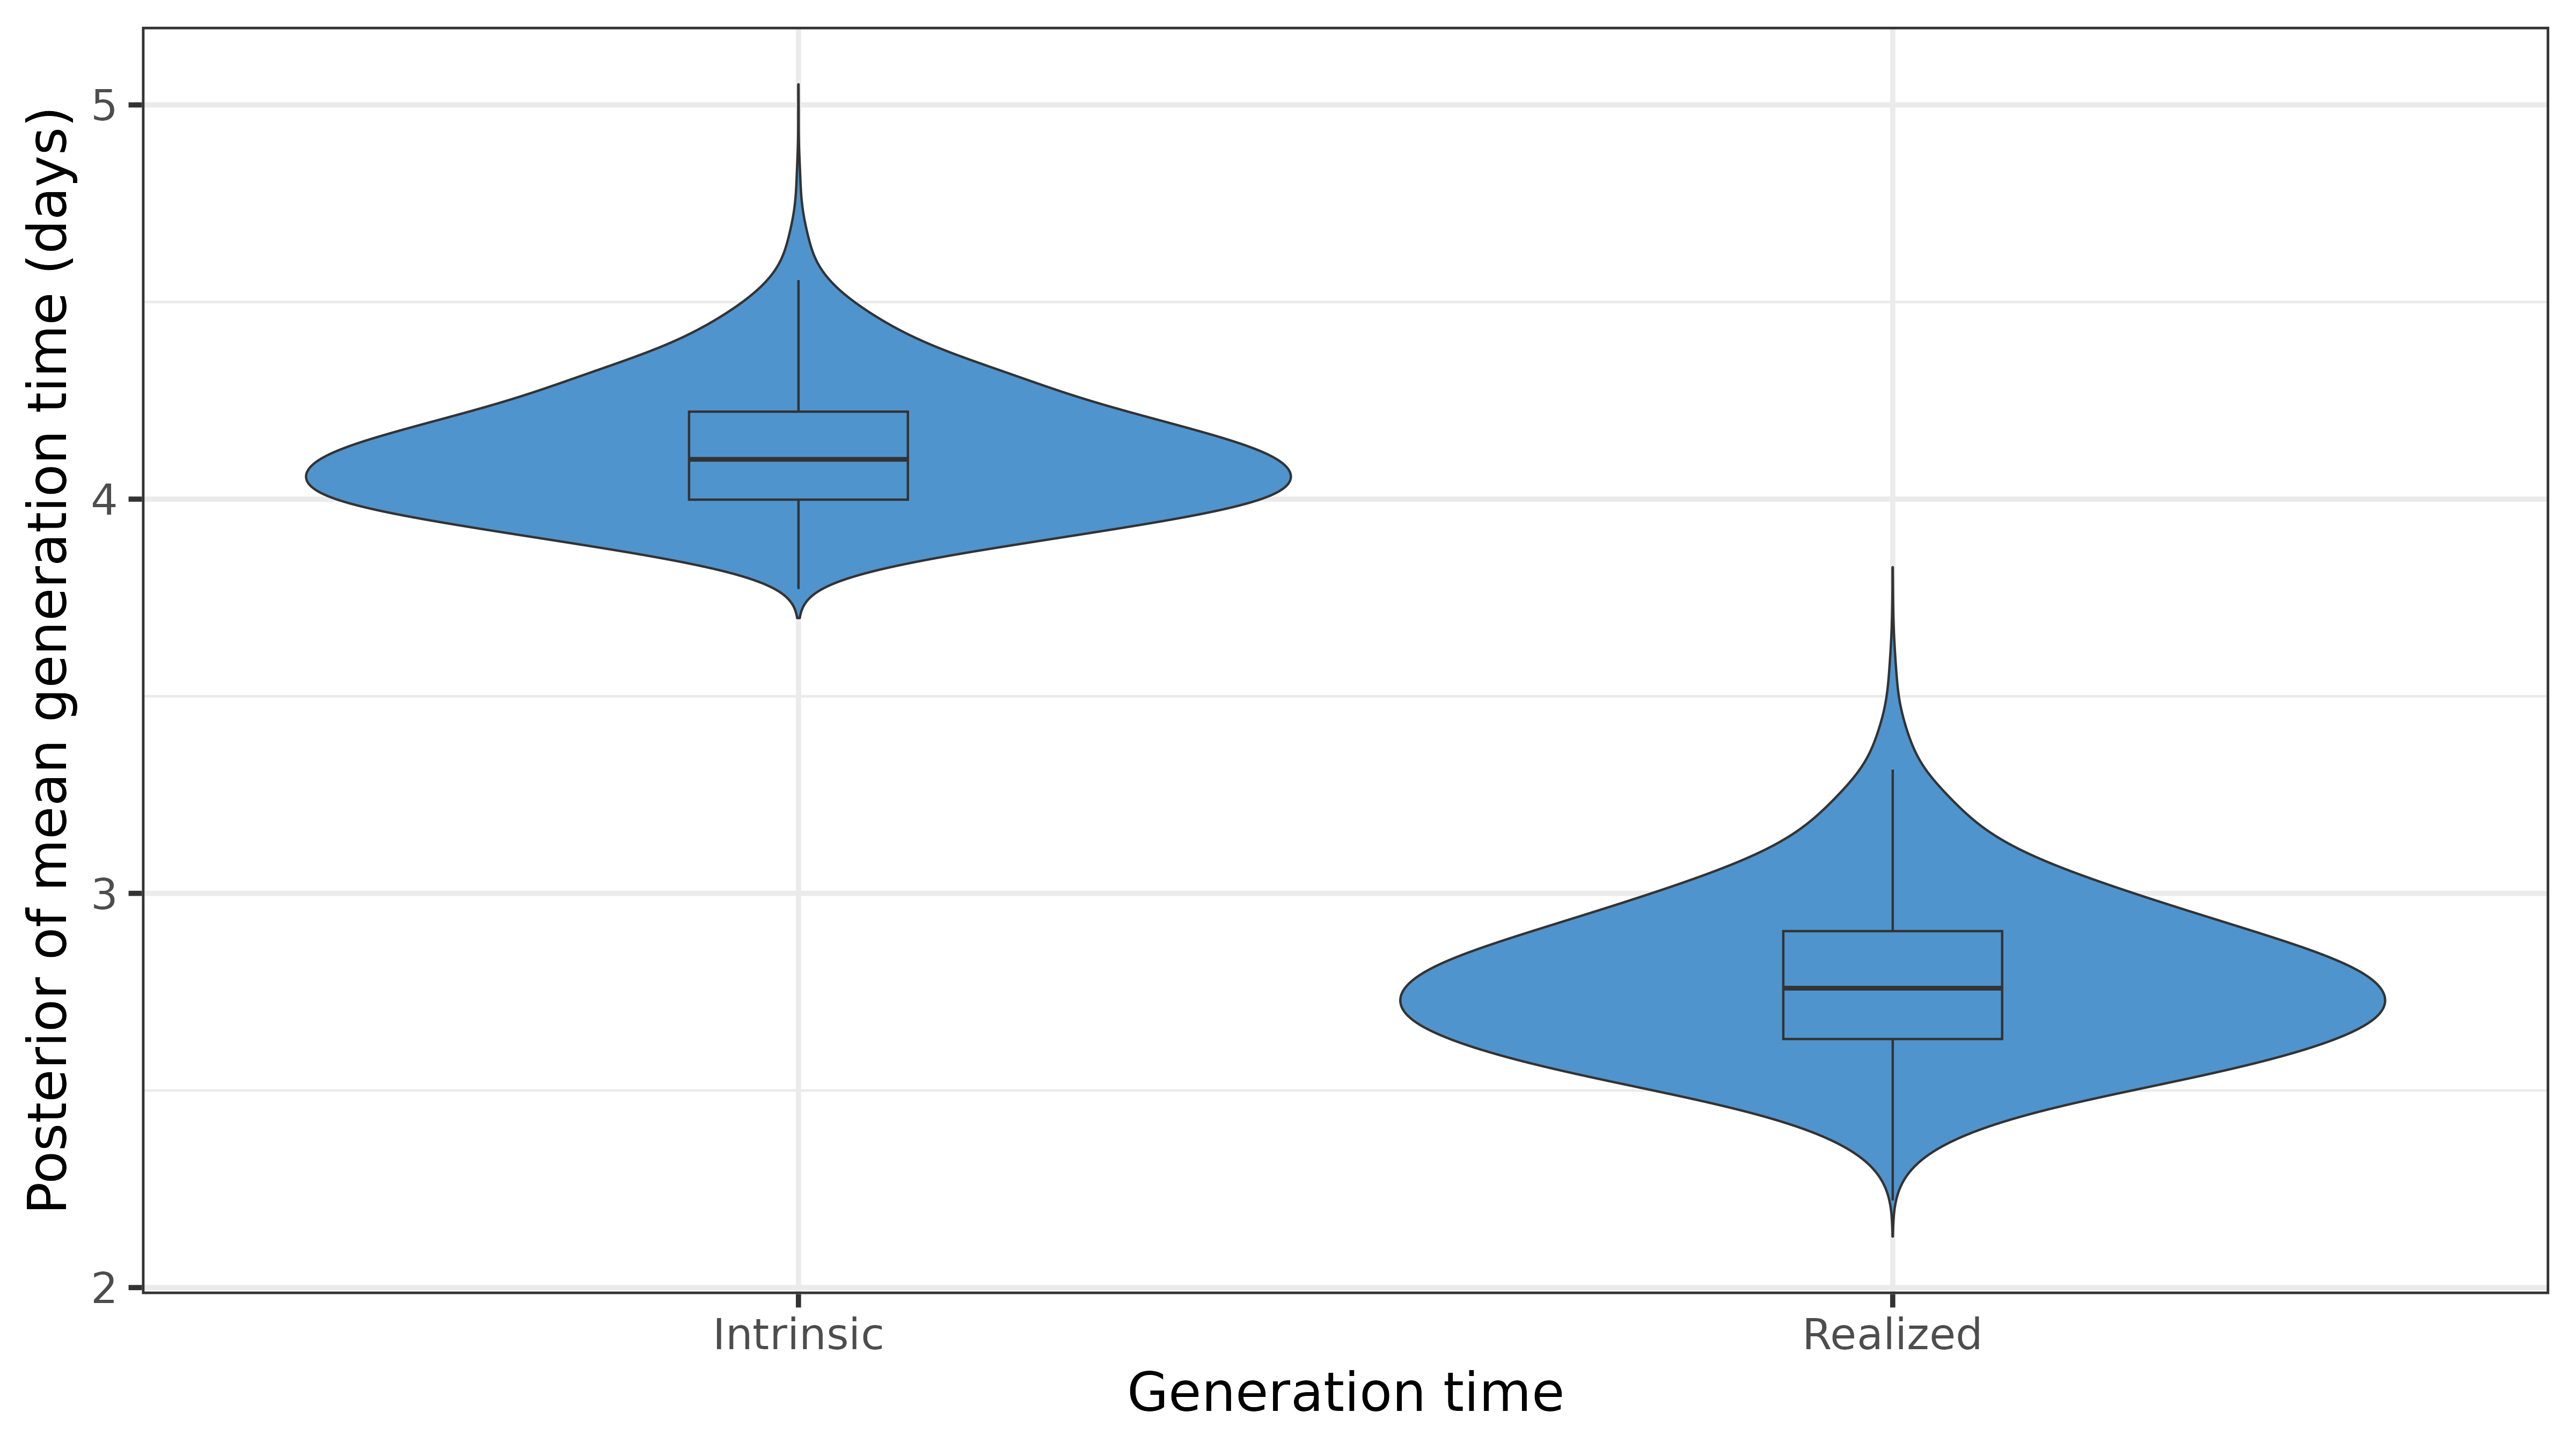 Posterior of mean generation time (days)
5
4
3
2
Intrinsic
Realized
Generation time